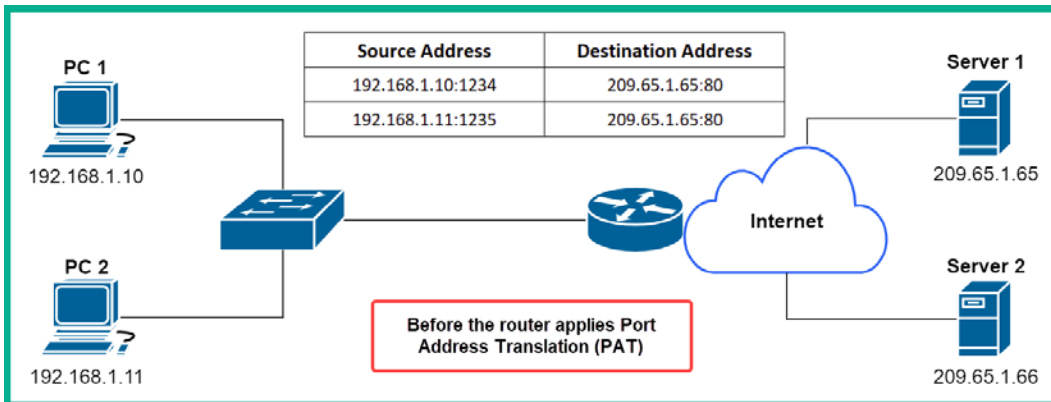 Source Address Destination Address
192.168.1.10:1234 209.65.1.65:80
192.168.1.11:1235 209.65.1.65:80
PC 1
192.168.1.10
Server 1
209.65.1.65
Internet
PC 2
192.168.1.11
Before the router applies Port
Address Translation (PAT)
Server 2
209.65.1.66